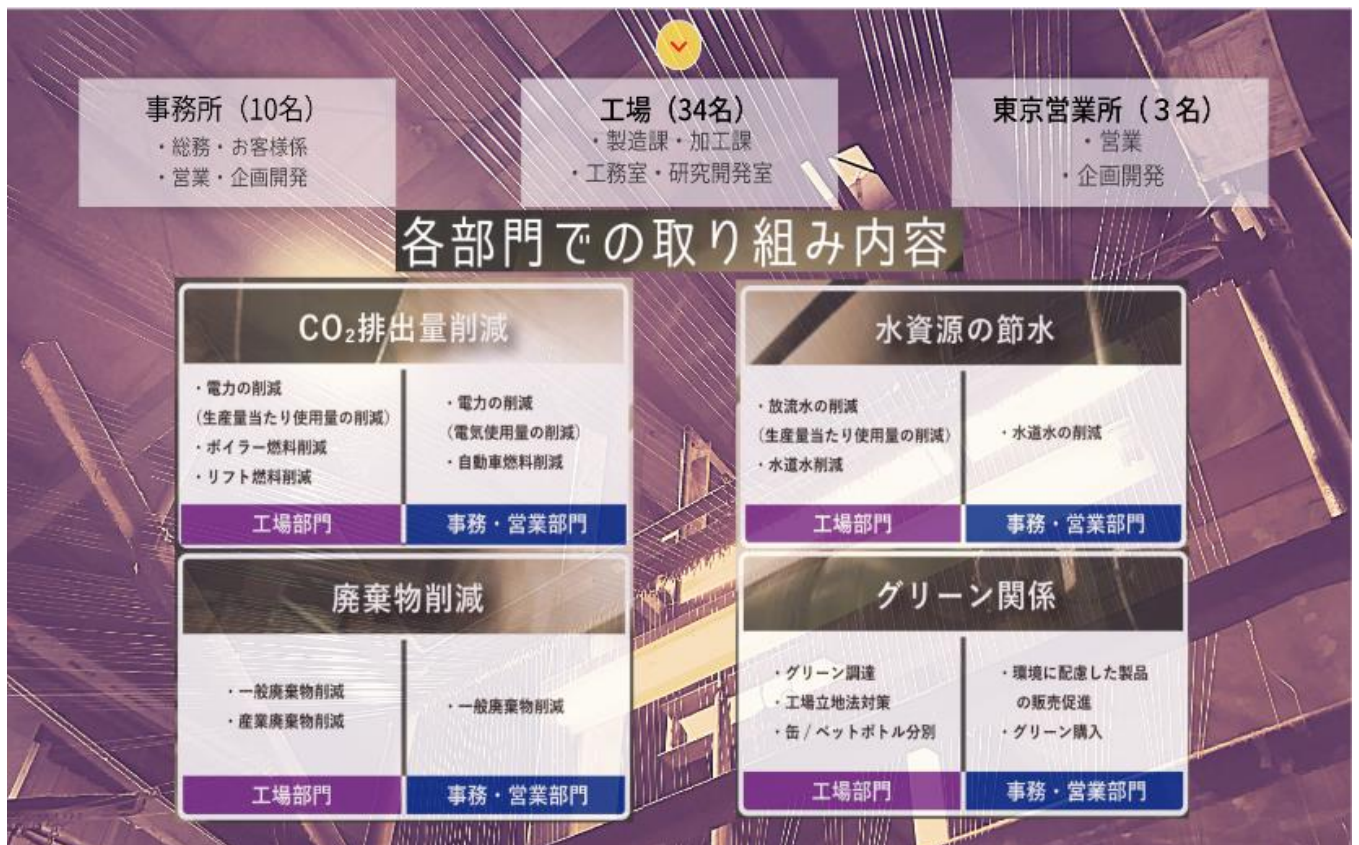 事務所（10名）
・総務・お客様係
・営業・企画開発
工場（34名）
・製造課・加工課
・工務室・研究開発室
東京営業所（３名）
・営業
・企画開発
各部門での取り組み内容
CO₂排出量削減
・電力の削減
(生産量当たり使用量の削減)
・ボイラー燃料削減
・リフト燃料削減
工場部門
・電力の削減
(電気使用量の削減)
・自動車燃料削減
事務・営業部門
水資源の節水
・放流水の削減
(生産量当たり使用量の削減)
・水道水削減
工場部門
・水道水の削減
事務・営業部門
廃棄物削減
・一般廃棄物削減
・産業廃棄物削減
工場部門
・一般廃棄物削減
事務・営業部門
グリーン関係
・グリーン調達
・工場立地法対策
・缶 / ペットボトル分別
工場部門
・環境に配慮した製品
の販売促進
・グリーン購入
事務・営業部門